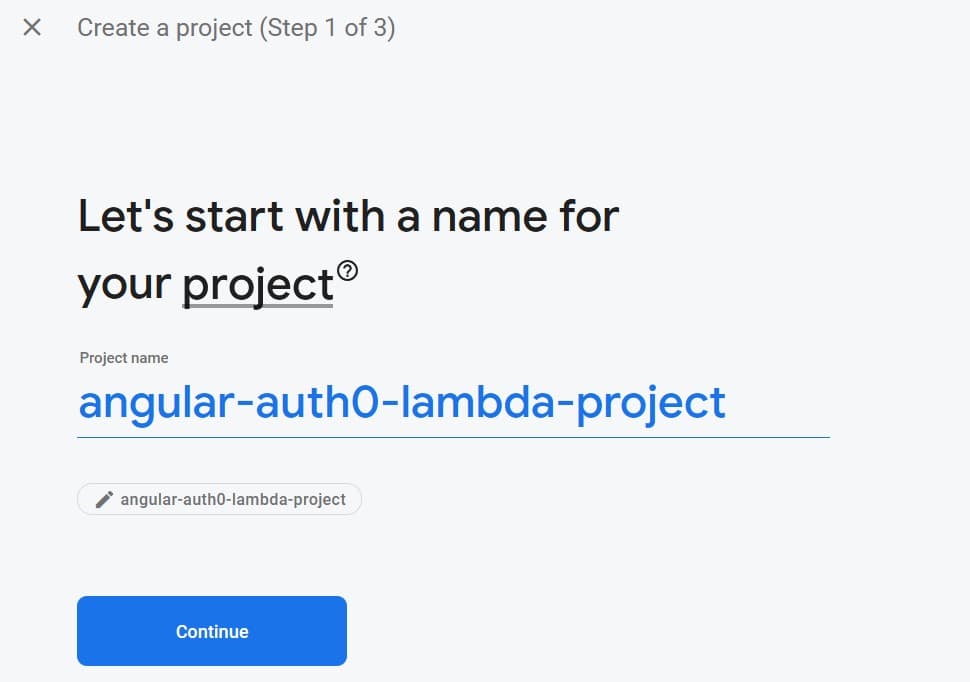 Create a project (Step 1 of 3)
Let's start with a name for
your project
Project name
angular-auth0-lambda-project
angular-auth0-lambda-project
Continue